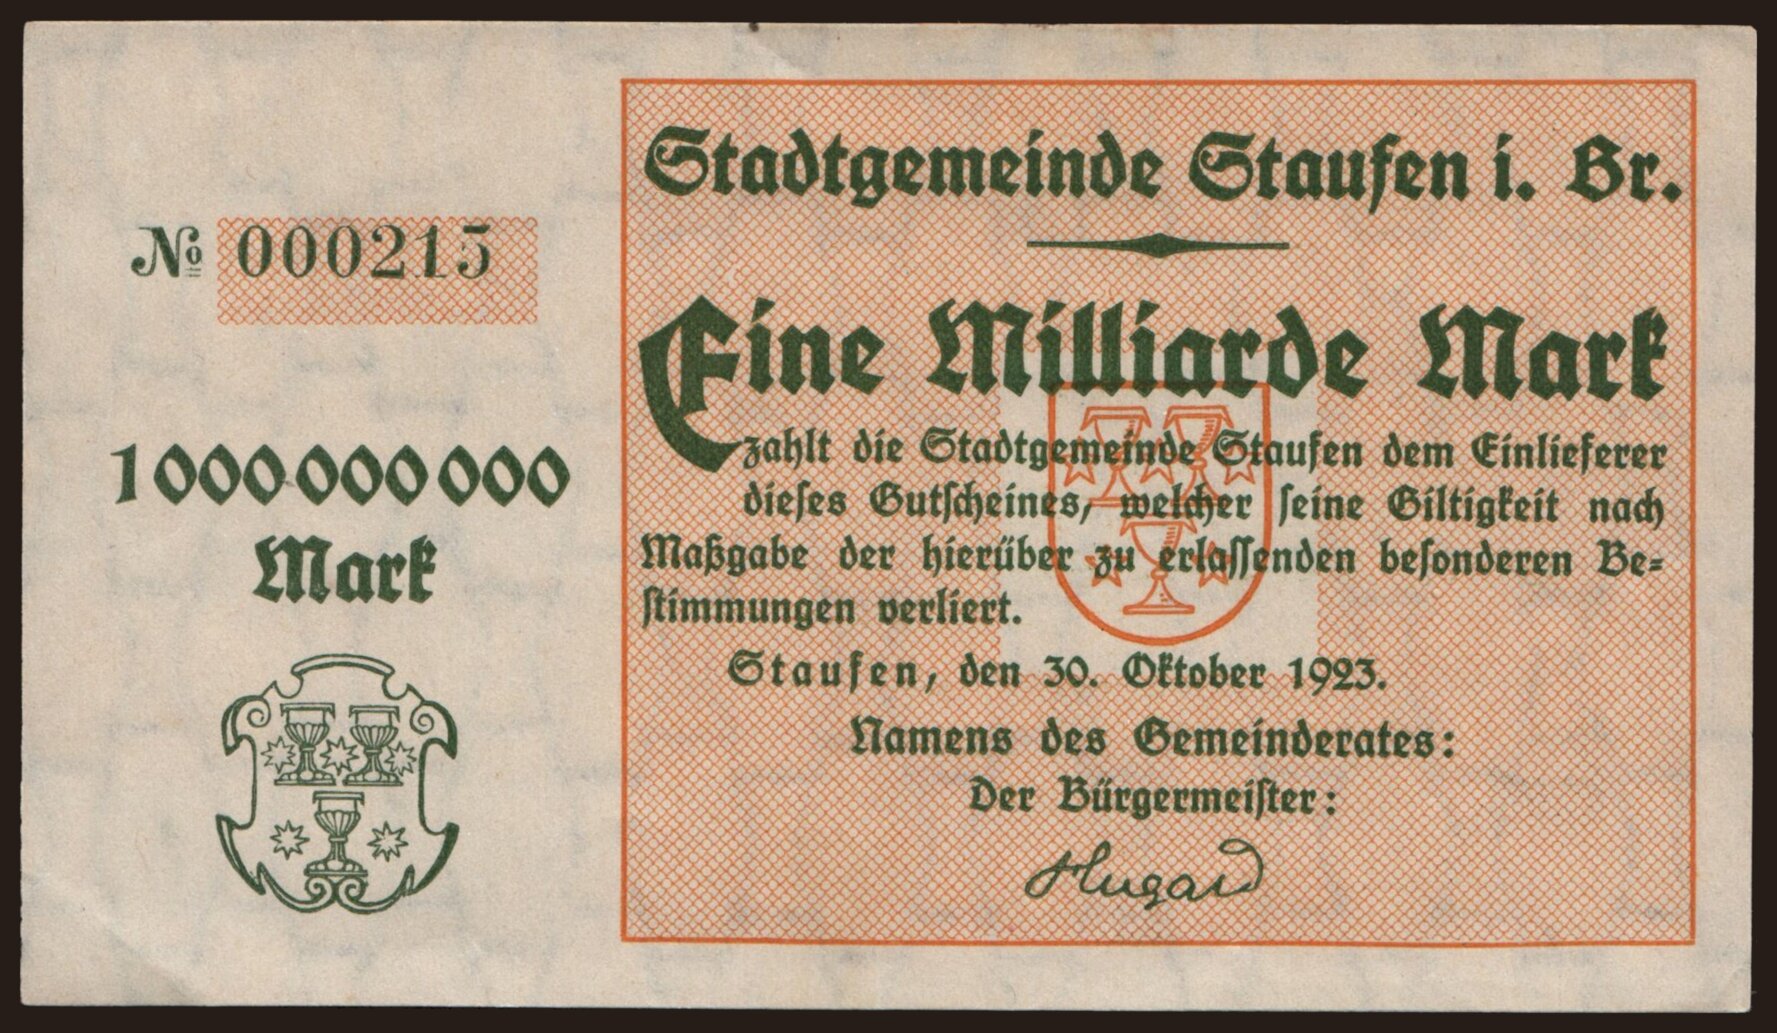 No 000215
1 000 000 000
Mark
Stadtgemeinde Staufen i. Br.
Eine Milliarde Mark
zahlt die Stadtgemeinde Staufen dem Einlieferer
dieses Gutscheines, welcher seine Giltigkeit nach
Maßgabe der hierüber zu erlassenden besonderen Be=
stimmungen verliert.
Staufen, den 30. Oktober 1923.
Namens des Gemeinderates:
Der Bürgermeister:
Hugard